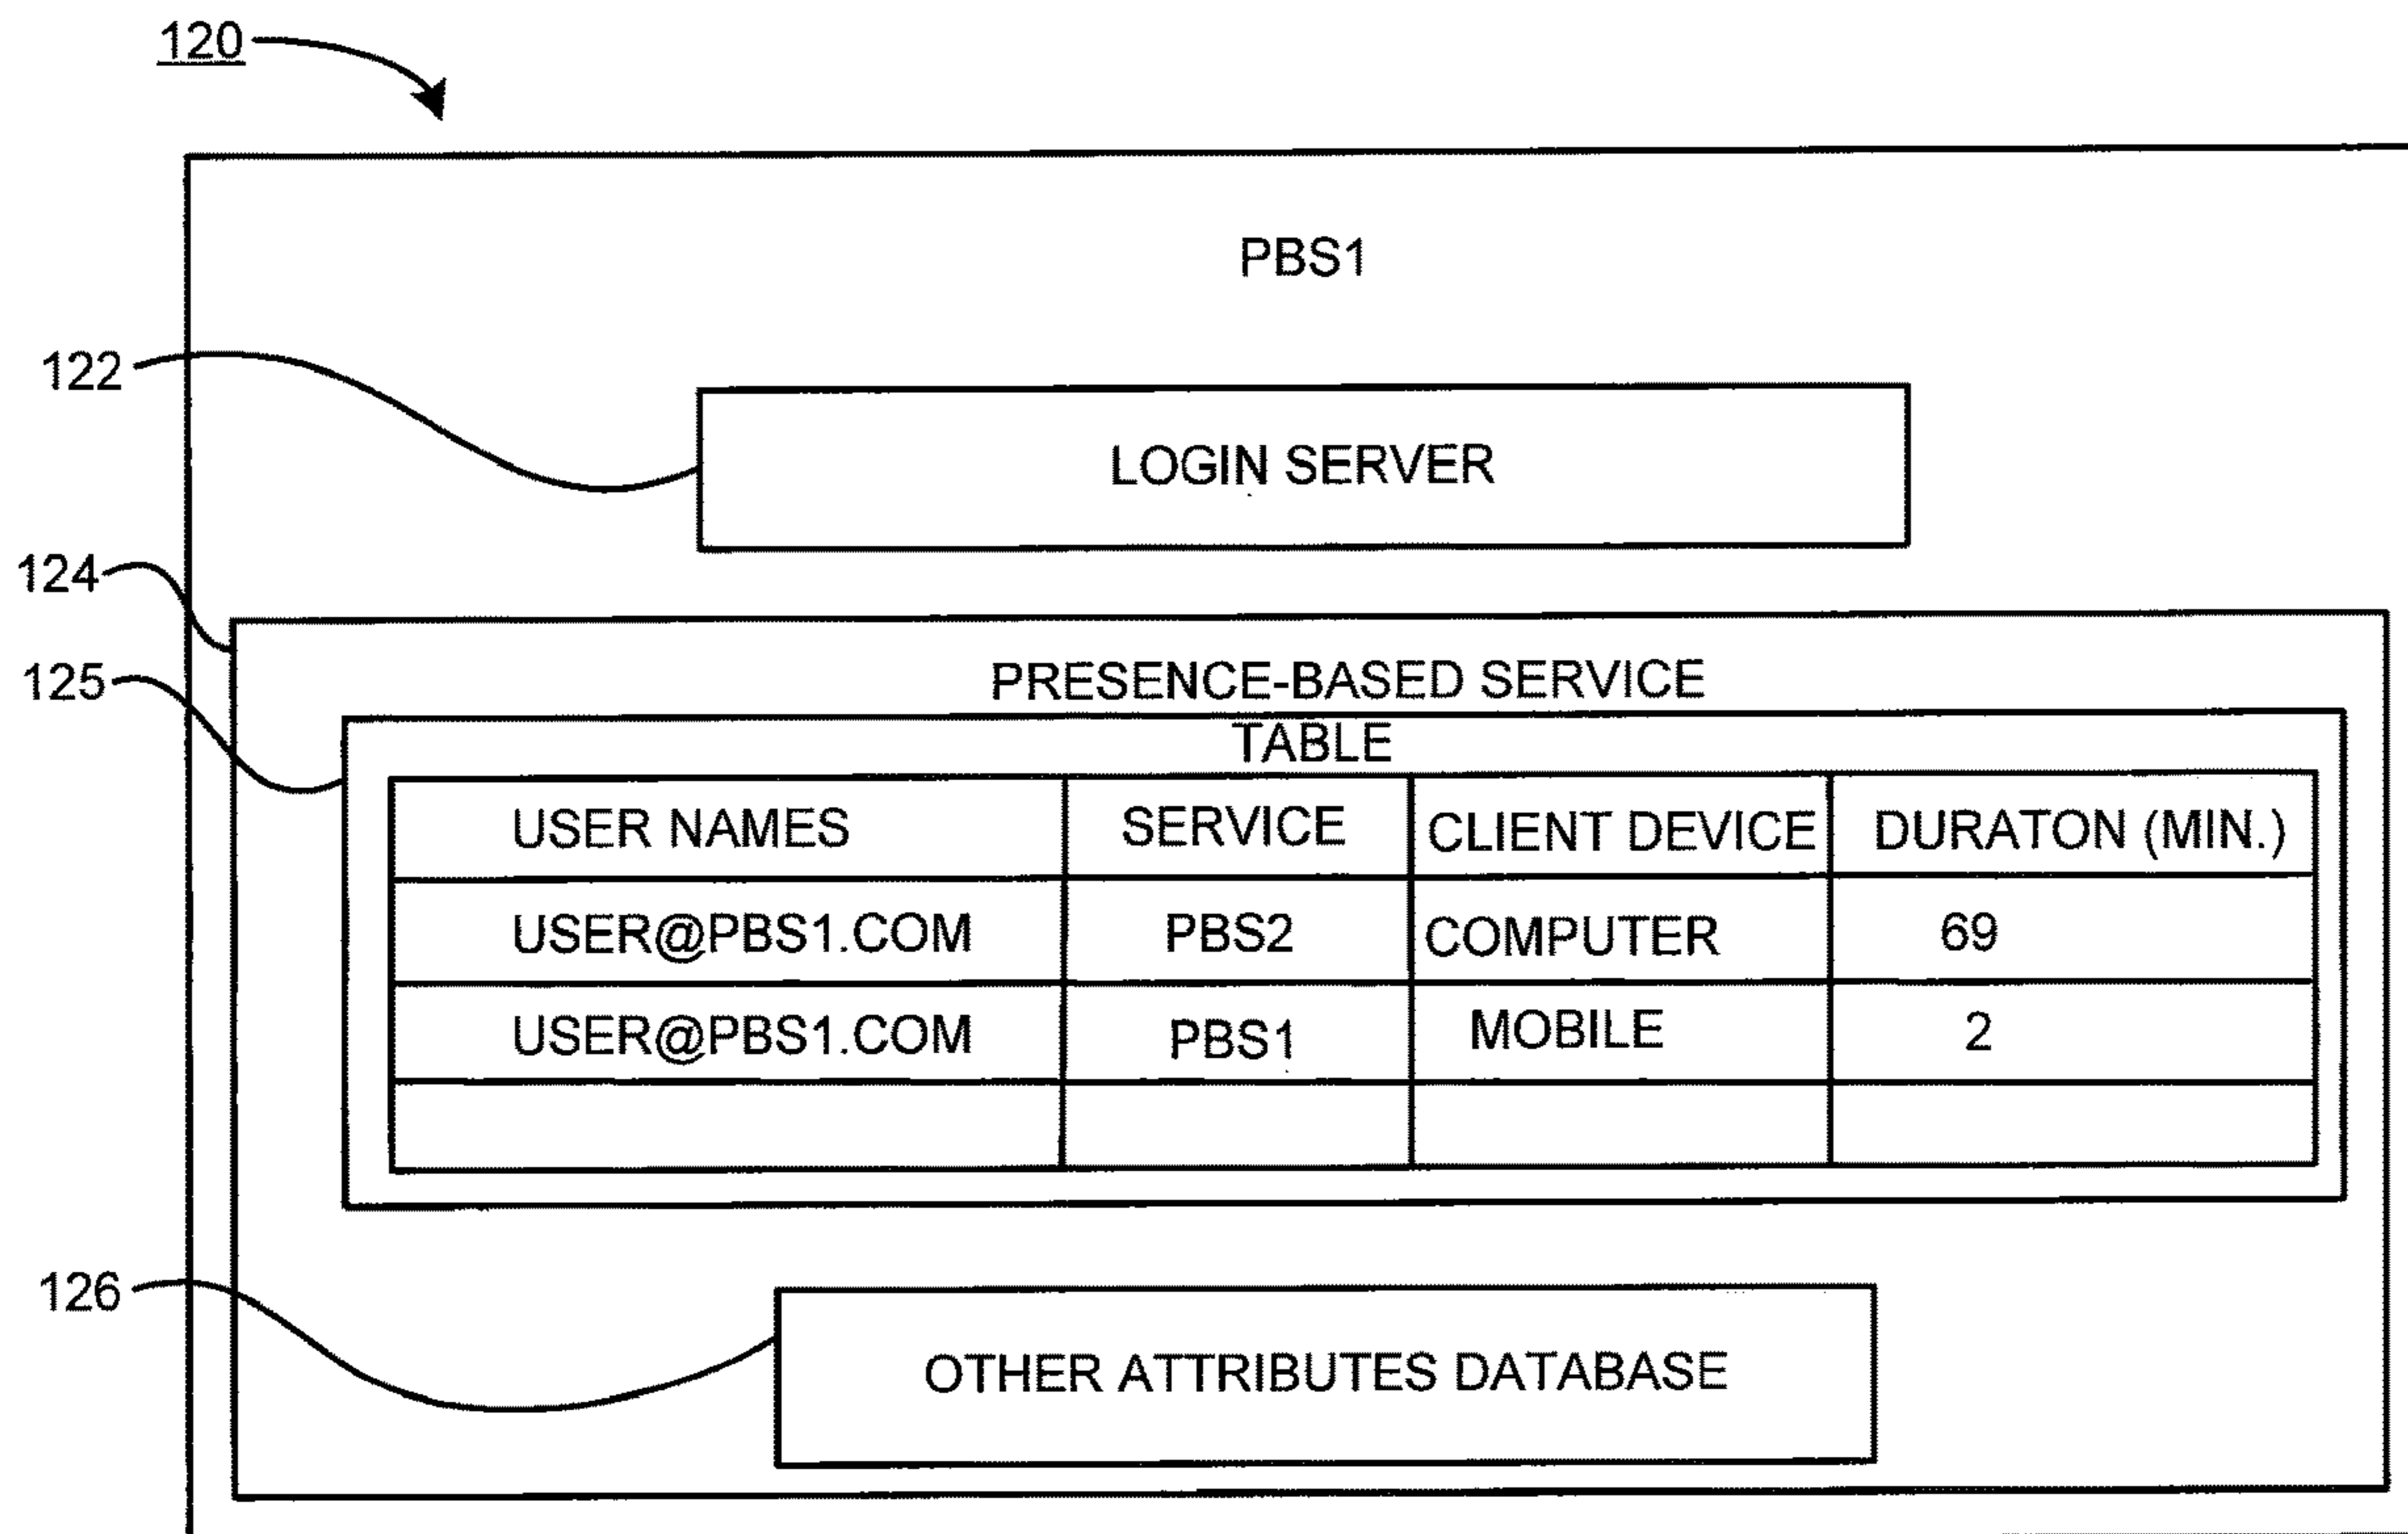 120
PBS1
122
LOGIN SERVER
124
PRESENCE-BASED SERVICE
125
TABLE
USER NAMES SERVICE CLIENT DEVICE DURATON (MIN.)
USER@PBS1.COM PBS2 COMPUTER 69
USER@PBS1.COM PBS1 MOBILE 2
126
OTHER ATTRIBUTES DATABASE